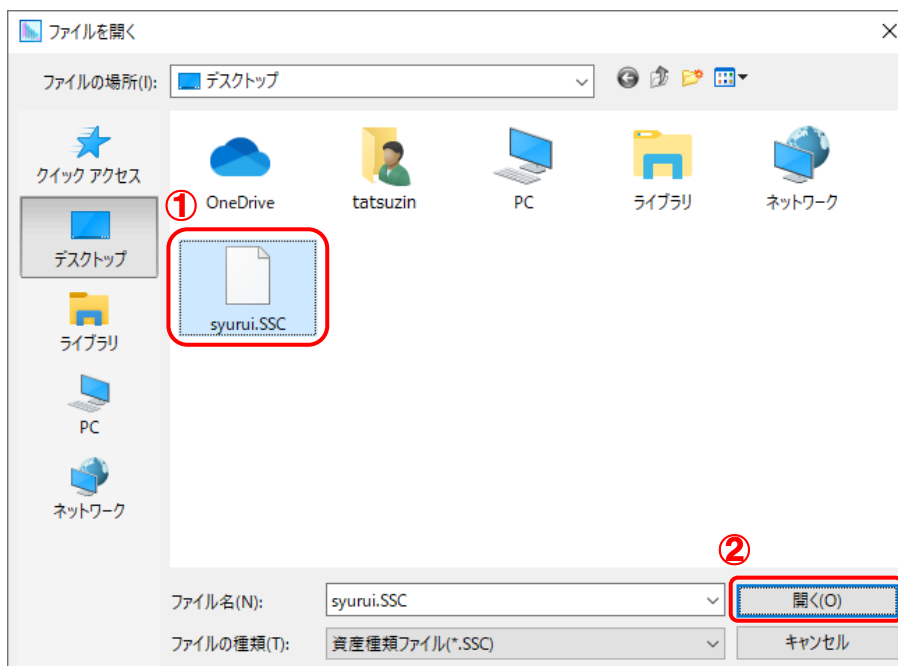 ファイルを開く
ファイルの場所(I):
デスクトップ
クイック アクセス
デスクトップ
ライブラリ
PC
ネットワーク
OneDrive
tatsuzin
PC
ライブラリ
ネットワーク
①
syurui.SSC
②
ファイル名(N):
syurui.SSC
開く(O)
ファイルの種類(T):
資産種類ファイル(*.SSC)
キャンセル